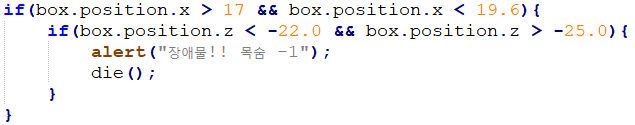 if(box.position.x > 17 && box.position.x < 19.6){
    if(box.position.z < -22.0 && box.position.z > -25.0){
        alert("장애물!! 목숨 -1");
        die();
    }
}